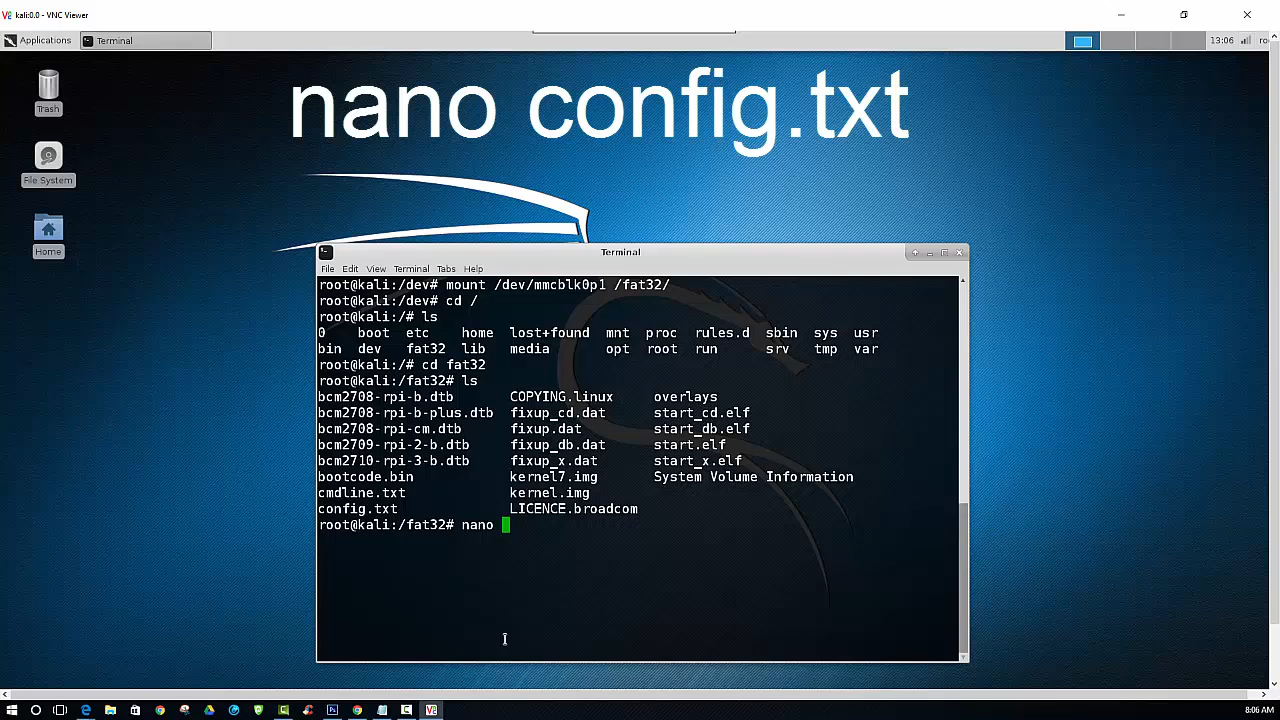 kali:0.0 - VNC Viewer
Applications
Terminal
13:06
ro
Trash
File System
Home
nano config.txt
Terminal
File Edit View Terminal Tabs Help
root@kali:/dev# mount /dev/mmcblk0p1 /fat32/
root@kali:/dev# cd /
root@kali:/# ls
0 boot etc home lost+found mnt proc rules.d sbin sys usr
bin dev fat32 lib media opt root run srv tmp var
root@kali:/# cd fat32
root@kali:/fat32# ls
bcm2708-rpi-b.dtb COPYING.linux overlays
bcm2708-rpi-b-plus.dtb fixup_cd.dat start_cd.elf
bcm2708-rpi-cm.dtb fixup.dat start_db.elf
bcm2709-rpi-2-b.dtb fixup_db.dat start.elf
bcm2710-rpi-3-b.dtb fixup_x.dat start_x.elf
bootcode.bin kernel7.img System Volume Information
cmdline.txt kernel.img
config.txt LICENCE.broadcom
root@kali:/fat32# nano
8:06 AM